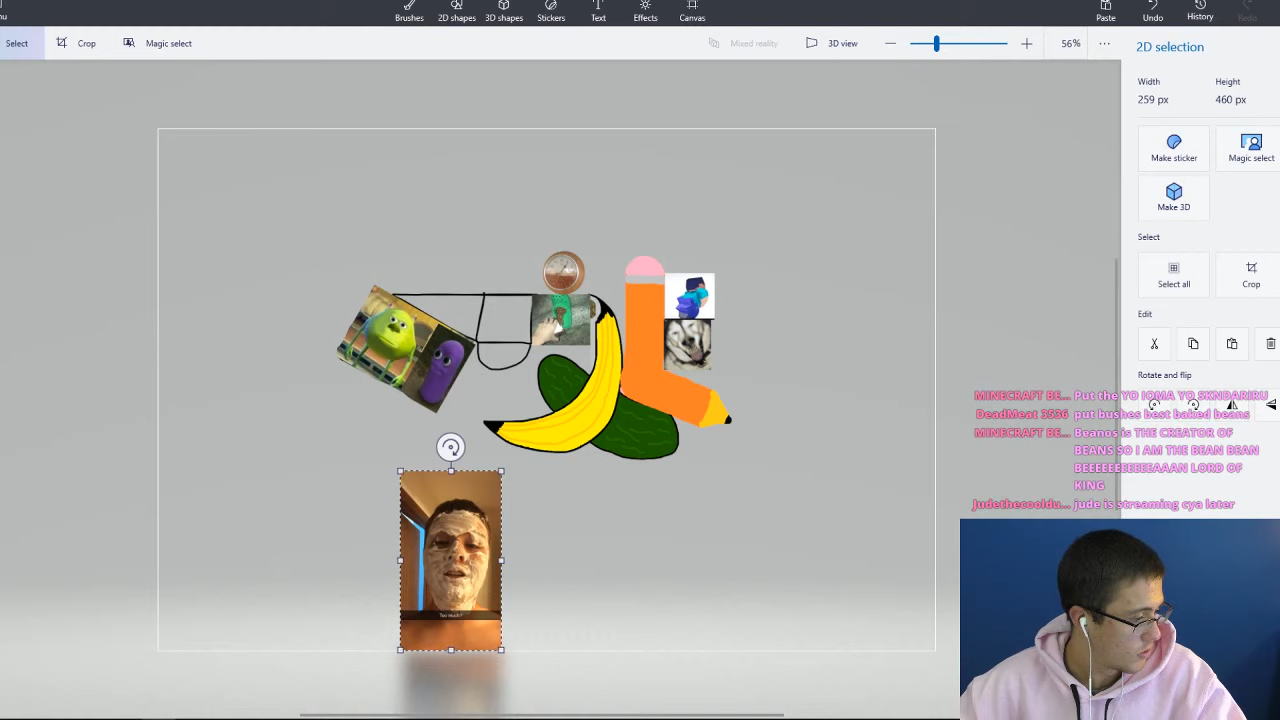 nu
Brushes
2D shapes
3D shapes
Stickers
Text
Effects
Canvas
Paste
Undo
History
Redo
Select
Crop
Magic select
Mixed reality
3D view
56%
2D selection
Width
Height
259 px
460 px
Make sticker
Magic select
Make 3D
Select
Select all
Crop
Edit
Rotate and flip
MINECRAFT BE... Put the YO IOMA YO SKNDARIRU
DeadMeat 3536 put bushes best baked beans
MINECRAFT BE... Beanos is THE CREATOR OF
BEANS SO I AM THE BEAN BEAN
BEEEEEEEEEEAAAN LORD OF
KING
Judethecooldu... jude is streaming cya later
Too much?